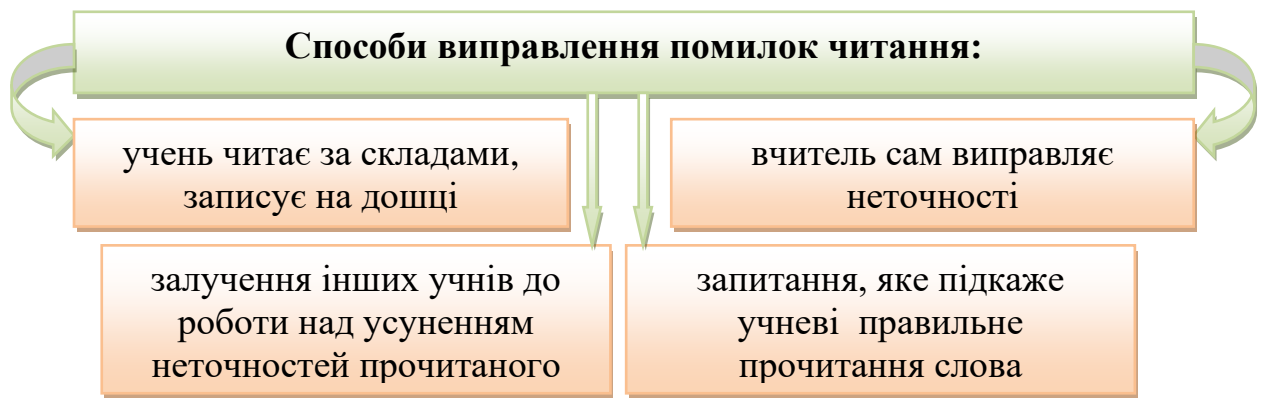 Способи виправлення помилок читання:
учень читає за складами,
записує на дошці
вчитель сам виправляє
неточності
залучення інших учнів до
роботи над усуненням
неточностей прочитаного
запитання, яке підкаже
учневі правильне
прочитання слова